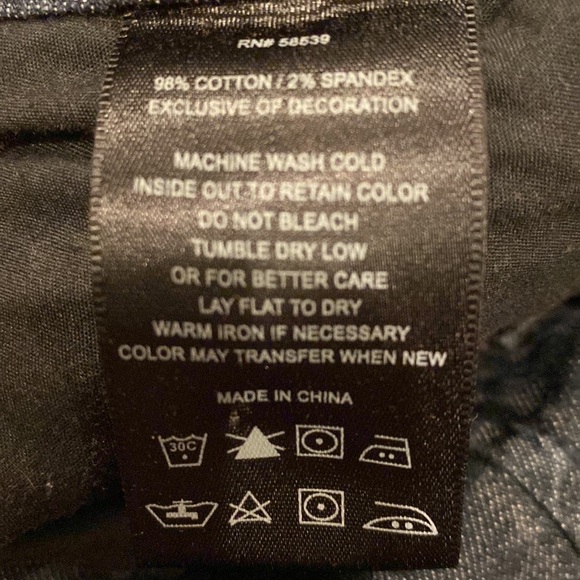 RN# 58539
98% COTTON / 2% SPANDEX
EXCLUSIVE OF DECORATION
MACHINE WASH COLD
INSIDE OUT TO RETAIN COLOR
DO NOT BLEACH
TUMBLE DRY LOW
OR FOR BETTER CARE
LAY FLAT TO DRY
WARM IRON IF NECESSARY
COLOR MAY TRANSFER WHEN NEW
MADE IN CHINA
30C